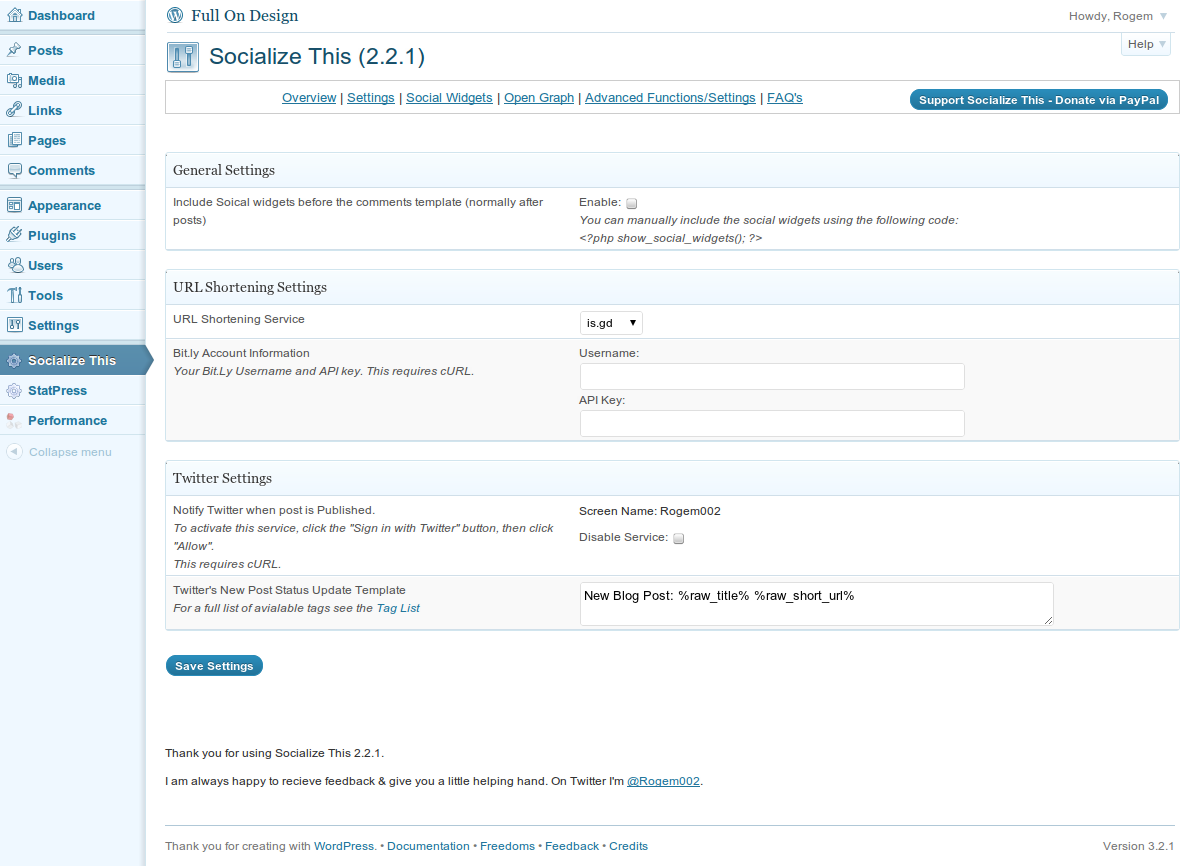 Dashboard
Posts
Media
Links
Pages
Comments
Appearance
Plugins
Users
Tools
Settings
Socialize This
StatPress
Performance
Collapse menu
Full On Design
Howdy, Rogem
Help
Socialize This (2.2.1)
Overview | Settings | Social Widgets | Open Graph | Advanced Functions/Settings | FAQ's
Support Socialize This - Donate via PayPal
General Settings
Include Soical widgets before the comments template (normally after
posts)
Enable:
You can manually include the social widgets using the following code:
<?php show_social_widgets(); ?>
URL Shortening Settings
URL Shortening Service
is.gd
Bit.ly Account Information
Your Bit.Ly Username and API key. This requires cURL.
Username:
API Key:
Twitter Settings
Notify Twitter when post is Published.
To activate this service, click the "Sign in with Twitter" button, then click
"Allow".
This requires cURL.
Screen Name: Rogem002
Disable Service:
Twitter's New Post Status Update Template
For a full list of avialable tags see the Tag List
New Blog Post: %raw_title% %raw_short_url%
Save Settings
Thank you for using Socialize This 2.2.1.
I am always happy to recieve feedback & give you a little helping hand. On Twitter I'm @Rogem002.
Thank you for creating with WordPress. • Documentation • Freedoms • Feedback • Credits
Version 3.2.1